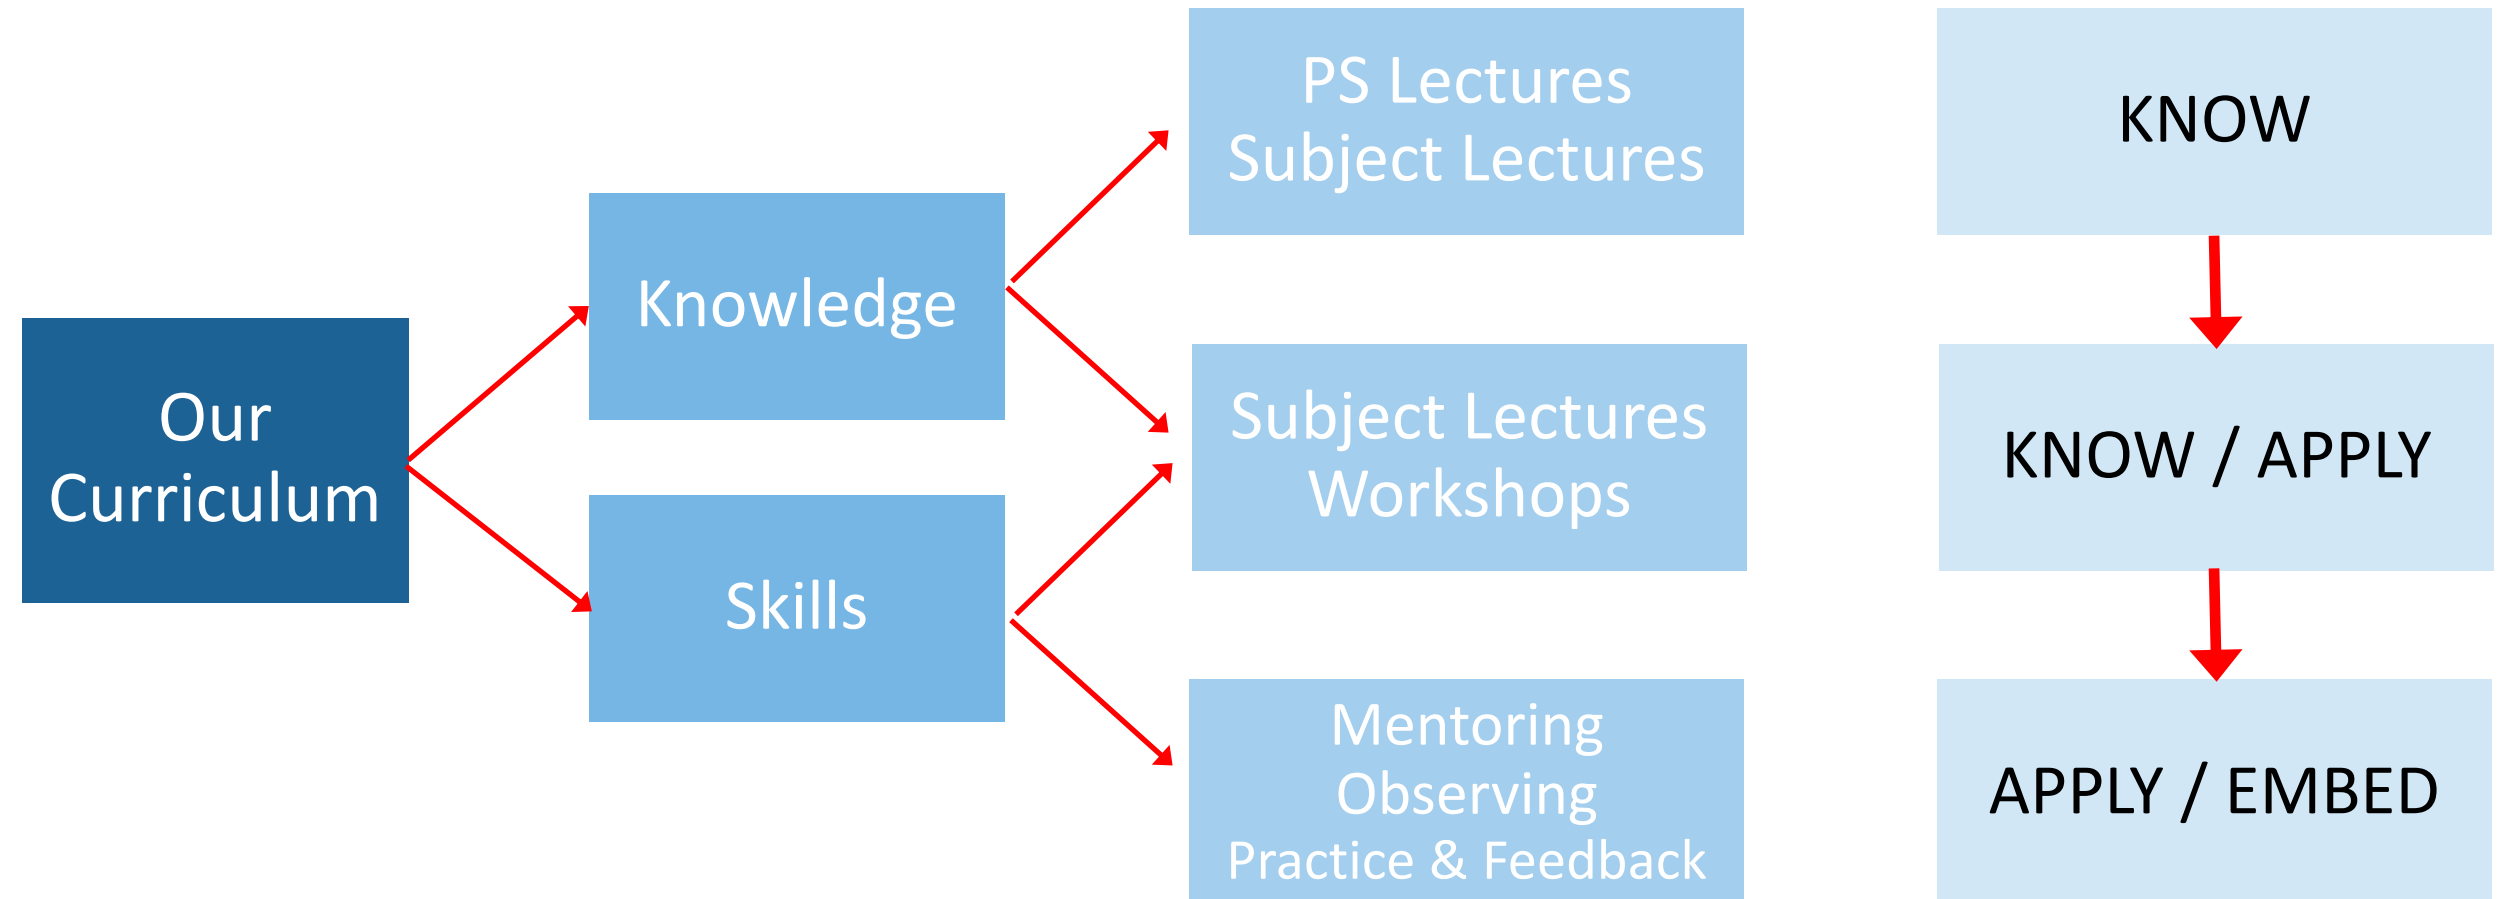 Our
Curriculum
Knowledge
Skills
PS Lectures
Subject Lectures
Subject Lectures
Workshops
Mentoring
Observing
Practice & Feedback
KNOW
KNOW / APPLY
APPLY / EMBED